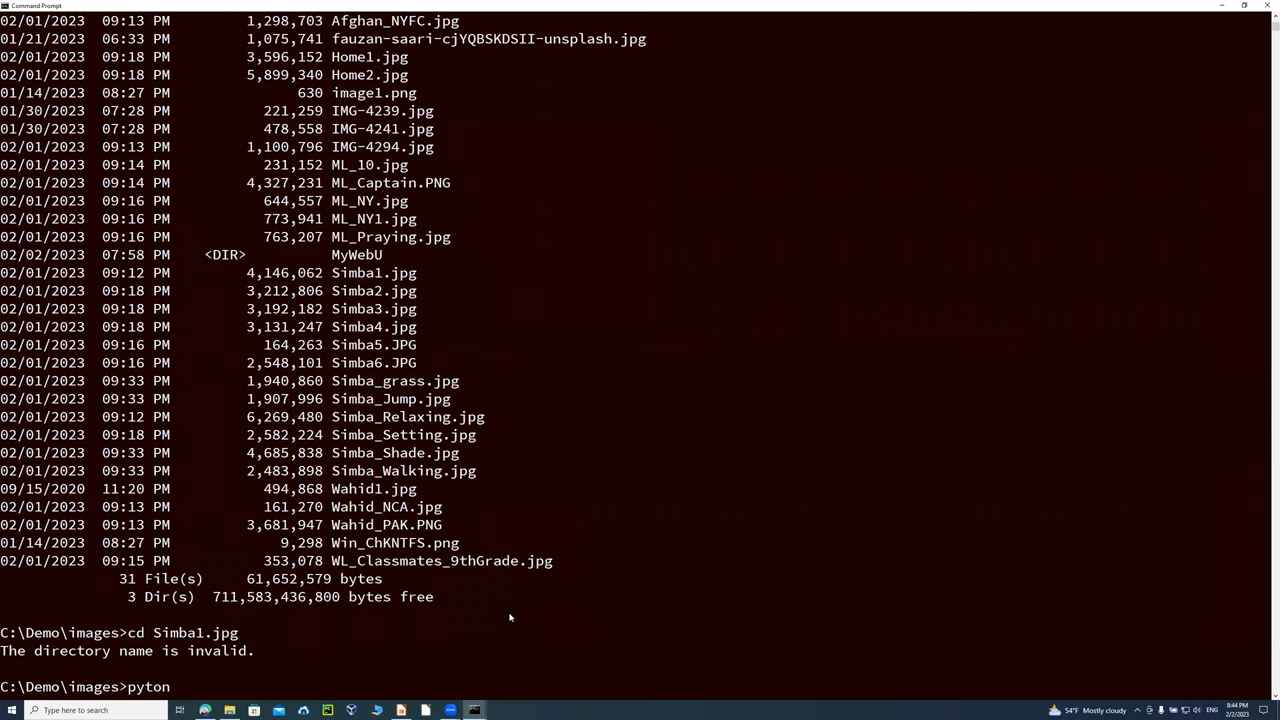 Command Prompt
02/01/2023  09:13 PM         1,298,703 Afghan_NYFC.jpg
01/21/2023  06:33 PM         1,075,741 fauzan-saari-cjYQBSKDSII-unsplash.jpg
02/01/2023  09:18 PM         3,596,152 Home1.jpg
02/01/2023  09:18 PM         5,899,340 Home2.jpg
01/14/2023  08:27 PM               630 image1.png
01/30/2023  07:28 PM           221,259 IMG-4239.jpg
01/30/2023  07:28 PM           478,558 IMG-4241.jpg
02/01/2023  09:13 PM         1,100,796 IMG-4294.jpg
02/01/2023  09:14 PM           231,152 ML_10.jpg
02/01/2023  09:14 PM         4,327,231 ML_Captain.PNG
02/01/2023  09:16 PM           644,557 ML_NY.jpg
02/01/2023  09:16 PM           773,941 ML_NY1.jpg
02/01/2023  09:16 PM           763,207 ML_Praying.jpg
02/02/2023  07:58 PM    <DIR>          MyWebU
02/01/2023  09:12 PM         4,146,062 Simba1.jpg
02/01/2023  09:18 PM         3,212,806 Simba2.jpg
02/01/2023  09:18 PM         3,192,182 Simba3.jpg
02/01/2023  09:18 PM         3,131,247 Simba4.jpg
02/01/2023  09:16 PM           164,263 Simba5.JPG
02/01/2023  09:16 PM         2,548,101 Simba6.JPG
02/01/2023  09:33 PM         1,940,860 Simba_grass.jpg
02/01/2023  09:33 PM         1,907,996 Simba_Jump.jpg
02/01/2023  09:12 PM         6,269,480 Simba_Relaxing.jpg
02/01/2023  09:18 PM         2,582,224 Simba_Setting.jpg
02/01/2023  09:33 PM         4,685,838 Simba_Shade.jpg
02/01/2023  09:33 PM         2,483,898 Simba_Walking.jpg
09/15/2020  11:20 PM           494,868 Wahid1.jpg
02/01/2023  09:13 PM           161,270 Wahid_NCA.jpg
02/01/2023  09:13 PM         3,681,947 Wahid_PAK.PNG
01/14/2023  08:27 PM             9,298 Win_ChKNTFS.png
02/01/2023  09:15 PM           353,078 WL_Classmates_9thGrade.jpg
31 File(s)     61,652,579 bytes
3 Dir(s)  711,583,436,800 bytes free
C:\Demo\images>cd Simba1.jpg
The directory name is invalid.
C:\Demo\images>pyton
Type here to search
54°F Mostly cloudy
ENG
8:44 PM
2/2/2023